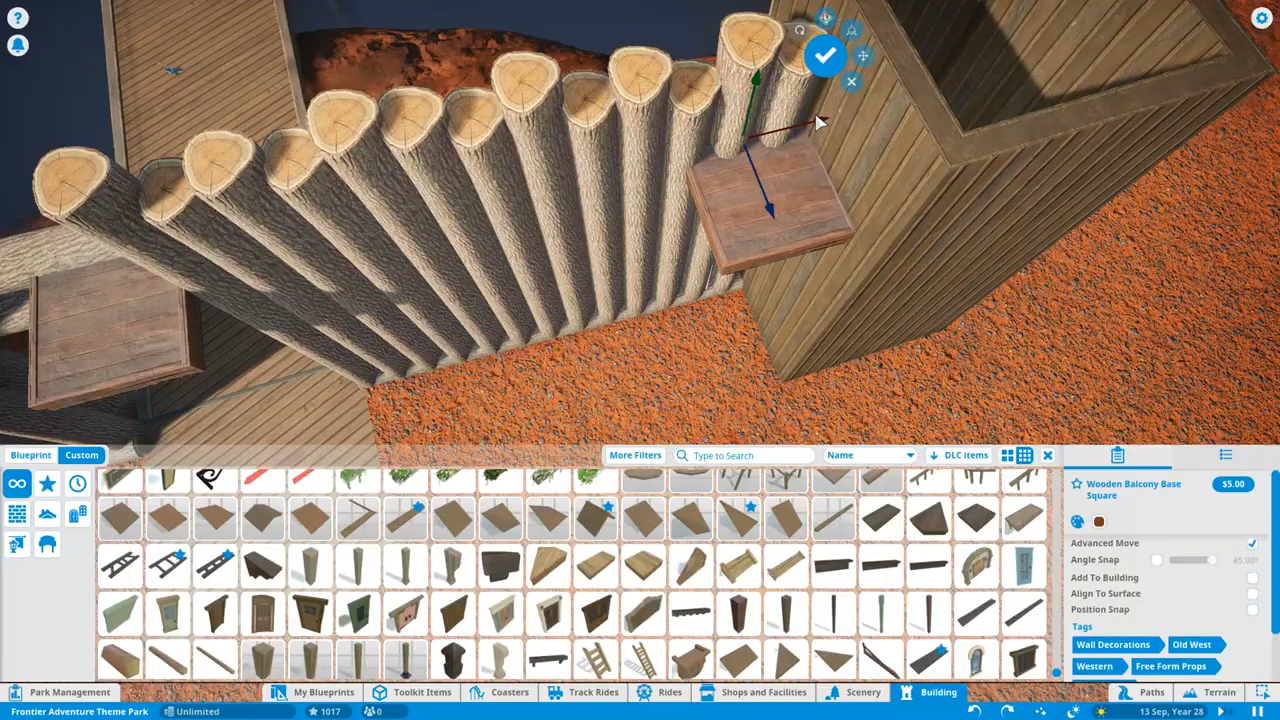 ?
Blueprint
Custom
More Filters
Type to Search
Name
DLC items
Wooden Balcony Base
Square
$5.00
Advanced Move
Angle Snap
45.00°
Add To Building
Align To Surface
Position Snap
Tags
Wall Decorations
Old West
Western
Free Form Props
Park Management
My Blueprints
Toolkit Items
Coasters
Track Rides
Rides
Shops and Facilities
Scenery
Building
Paths
Terrain
Frontier Adventure Theme Park
Unlimited
1017
0
13 Sep, Year 28